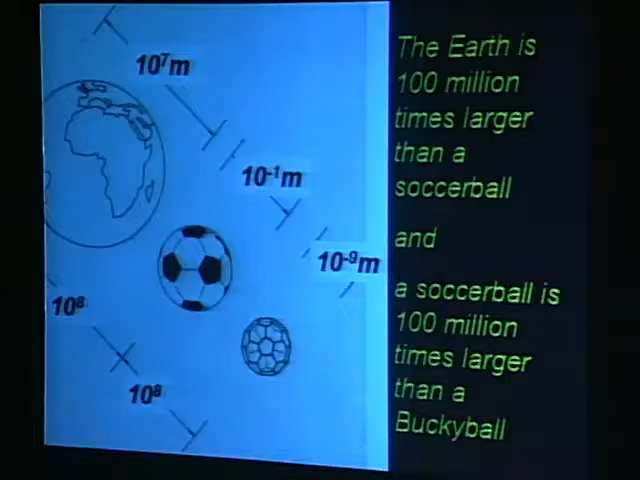 10⁷m
10⁻¹m
10⁻⁹m
10⁸
10⁸
The Earth is
100 million
times larger
than a
soccerball
and
a soccerball is
100 million
times larger
than a
Buckyball